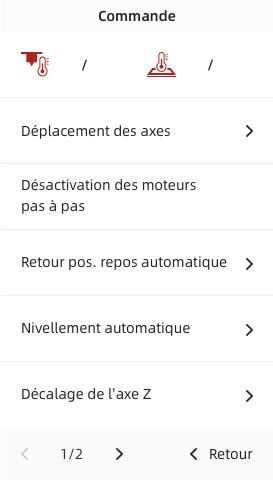 Commande
/ /
Déplacement des axes
Désactivation des moteurs
pas à pas
Retour pos. repos automatique
Nivellement automatique
Décalage de l'axe Z
1/2 Retour